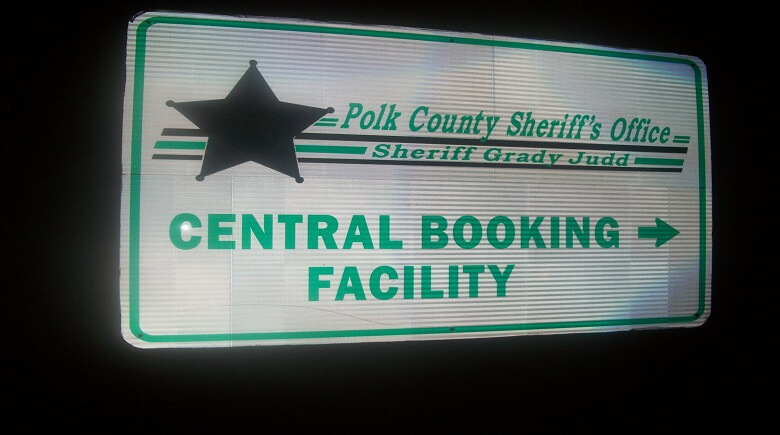 Polk County Sheriff's Office
Sheriff Grady Judd
CENTRAL BOOKING
FACILITY